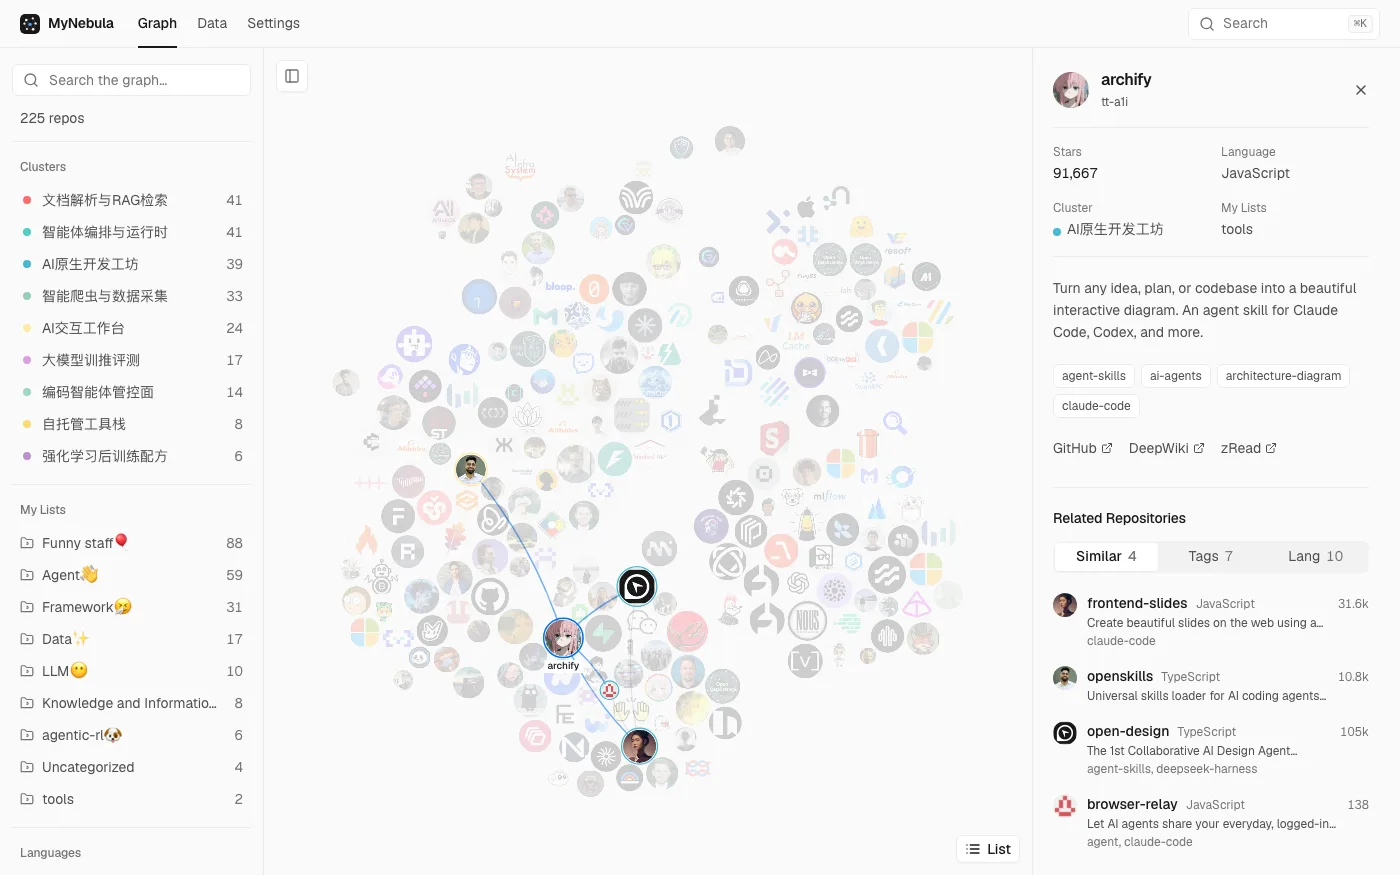 MyNebula
Graph
Data
Settings
Search
⌘K
Search the graph…
225 repos
Clusters
文档解析与RAG检索 41
智能体编排与运行时 41
AI原生开发工坊 39
智能爬虫与数据采集 33
AI交互工作台 24
大模型训推评测 17
编码智能体管控面 14
自托管工具栈 8
强化学习后训练配方 6
My Lists
Funny staff🎈 88
Agent👋 59
Framework🤧 31
Data✨ 17
LLM😶 10
Knowledge and Informatio… 8
agentic-rl🐶 6
Uncategorized 4
tools 2
Languages
AI
Infra
System
bloop.
LM
Cache
mlflow
NOUS
archify
List
archify
tt-a1i
Stars
Language
91,667
JavaScript
Cluster
My Lists
AI原生开发工坊
tools
Turn any idea, plan, or codebase into a beautiful
interactive diagram. An agent skill for Claude
Code, Codex, and more.
agent-skills
ai-agents
architecture-diagram
claude-code
GitHub
DeepWiki
zRead
Related Repositories
Similar 4
Tags 7
Lang 10
frontend-slides JavaScript 31.6k
Create beautiful slides on the web using a…
claude-code
openskills TypeScript 10.8k
Universal skills loader for AI coding agents…
open-design TypeScript 105k
The 1st Collaborative AI Design Agent…
agent-skills, deepseek-harness
browser-relay JavaScript 138
Let AI agents share your everyday, logged-in…
agent, claude-code